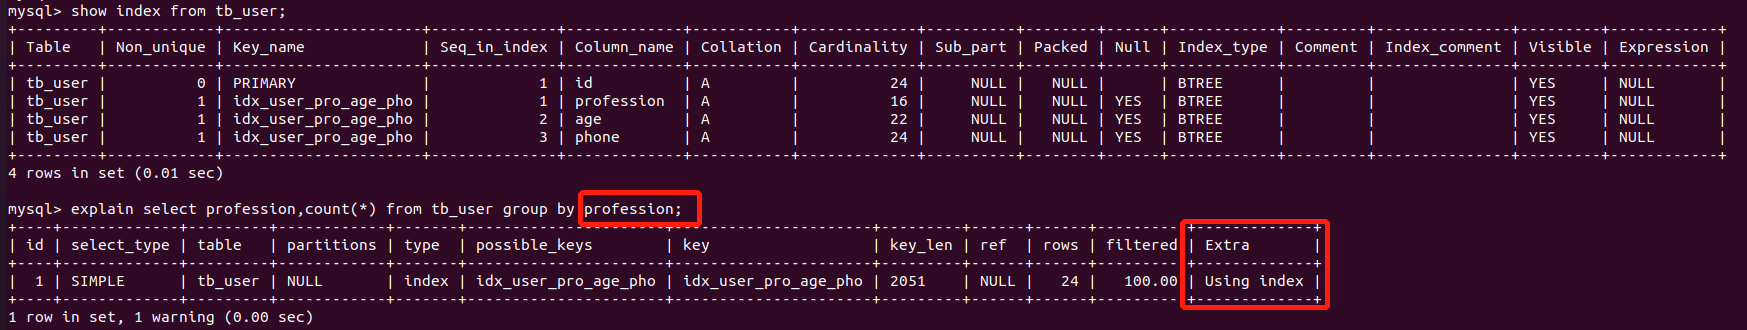 mysql> show index from tb_user;
+---------+------------+----------------------+--------------+-------------+-----------+-------------+----------+--------+------+------------+---------+---------------+---------+------------+
| Table   | Non_unique | Key_name             | Seq_in_index | Column_name | Collation | Cardinality | Sub_part | Packed | Null | Index_type | Comment | Index_comment | Visible | Expression |
+---------+------------+----------------------+--------------+-------------+-----------+-------------+----------+--------+------+------------+---------+---------------+---------+------------+
| tb_user |          0 | PRIMARY              |            1 | id          | A         |          24 |     NULL |   NULL |      | BTREE      |         |               | YES     | NULL       |
| tb_user |          1 | idx_user_pro_age_pho |            1 | profession  | A         |          16 |     NULL |   NULL | YES  | BTREE      |         |               | YES     | NULL       |
| tb_user |          1 | idx_user_pro_age_pho |            2 | age         | A         |          22 |     NULL |   NULL | YES  | BTREE      |         |               | YES     | NULL       |
| tb_user |          1 | idx_user_pro_age_pho |            3 | phone       | A         |          24 |     NULL |   NULL | YES  | BTREE      |         |               | YES     | NULL       |
+---------+------------+----------------------+--------------+-------------+-----------+-------------+----------+--------+------+------------+---------+---------------+---------+------------+
4 rows in set (0.01 sec)
mysql> explain select profession,count(*) from tb_user group by profession;
+----+-------------+---------+------------+-------+----------------------+----------------------+---------+------+------+----------+-------------+
| id | select_type | table   | partitions | type  | possible_keys        | key                  | key_len | ref  | rows | filtered | Extra       |
+----+-------------+---------+------------+-------+----------------------+----------------------+---------+------+------+----------+-------------+
|  1 | SIMPLE      | tb_user | NULL       | index | idx_user_pro_age_pho | idx_user_pro_age_pho | 2051    | NULL |   24 |   100.00 | Using index |
+----+-------------+---------+------------+-------+----------------------+----------------------+---------+------+------+----------+-------------+
1 row in set, 1 warning (0.00 sec)